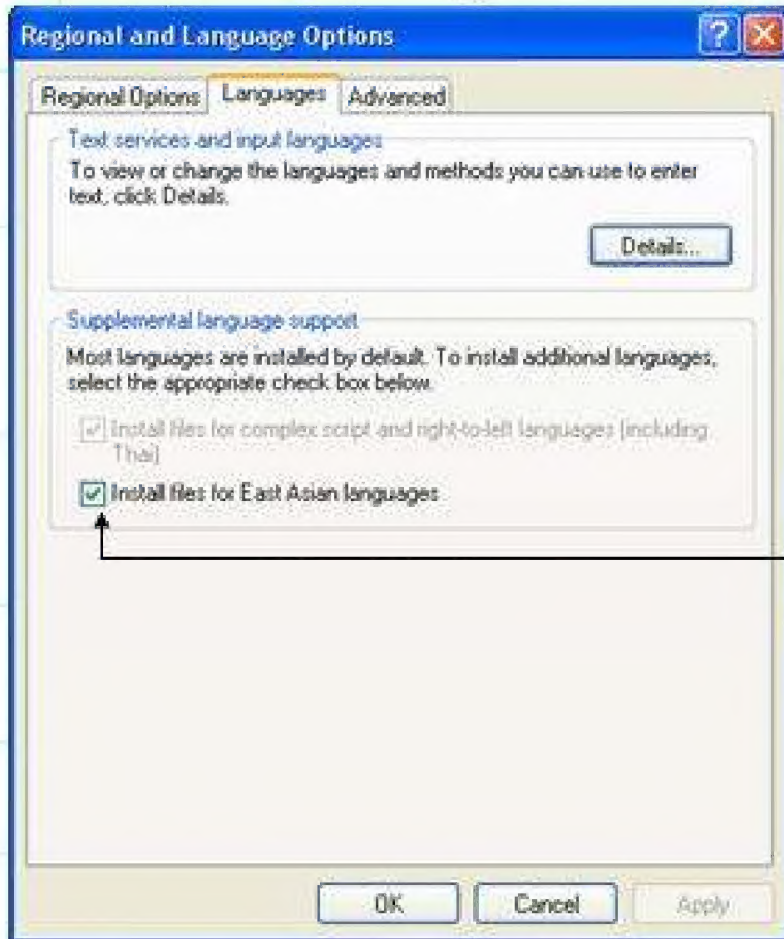 Regional and Language Options
Regional Options Languages Advanced
Text services and input languages
To view or change the languages and methods you can use to enter
text, click Details.
Details...
Supplemental language support
Most languages are installed by default. To install additional languages,
select the appropriate check box below.
Install files for complex script and right-to-left languages (including
Thai)
Install files for East Asian languages
OK Cancel Apply